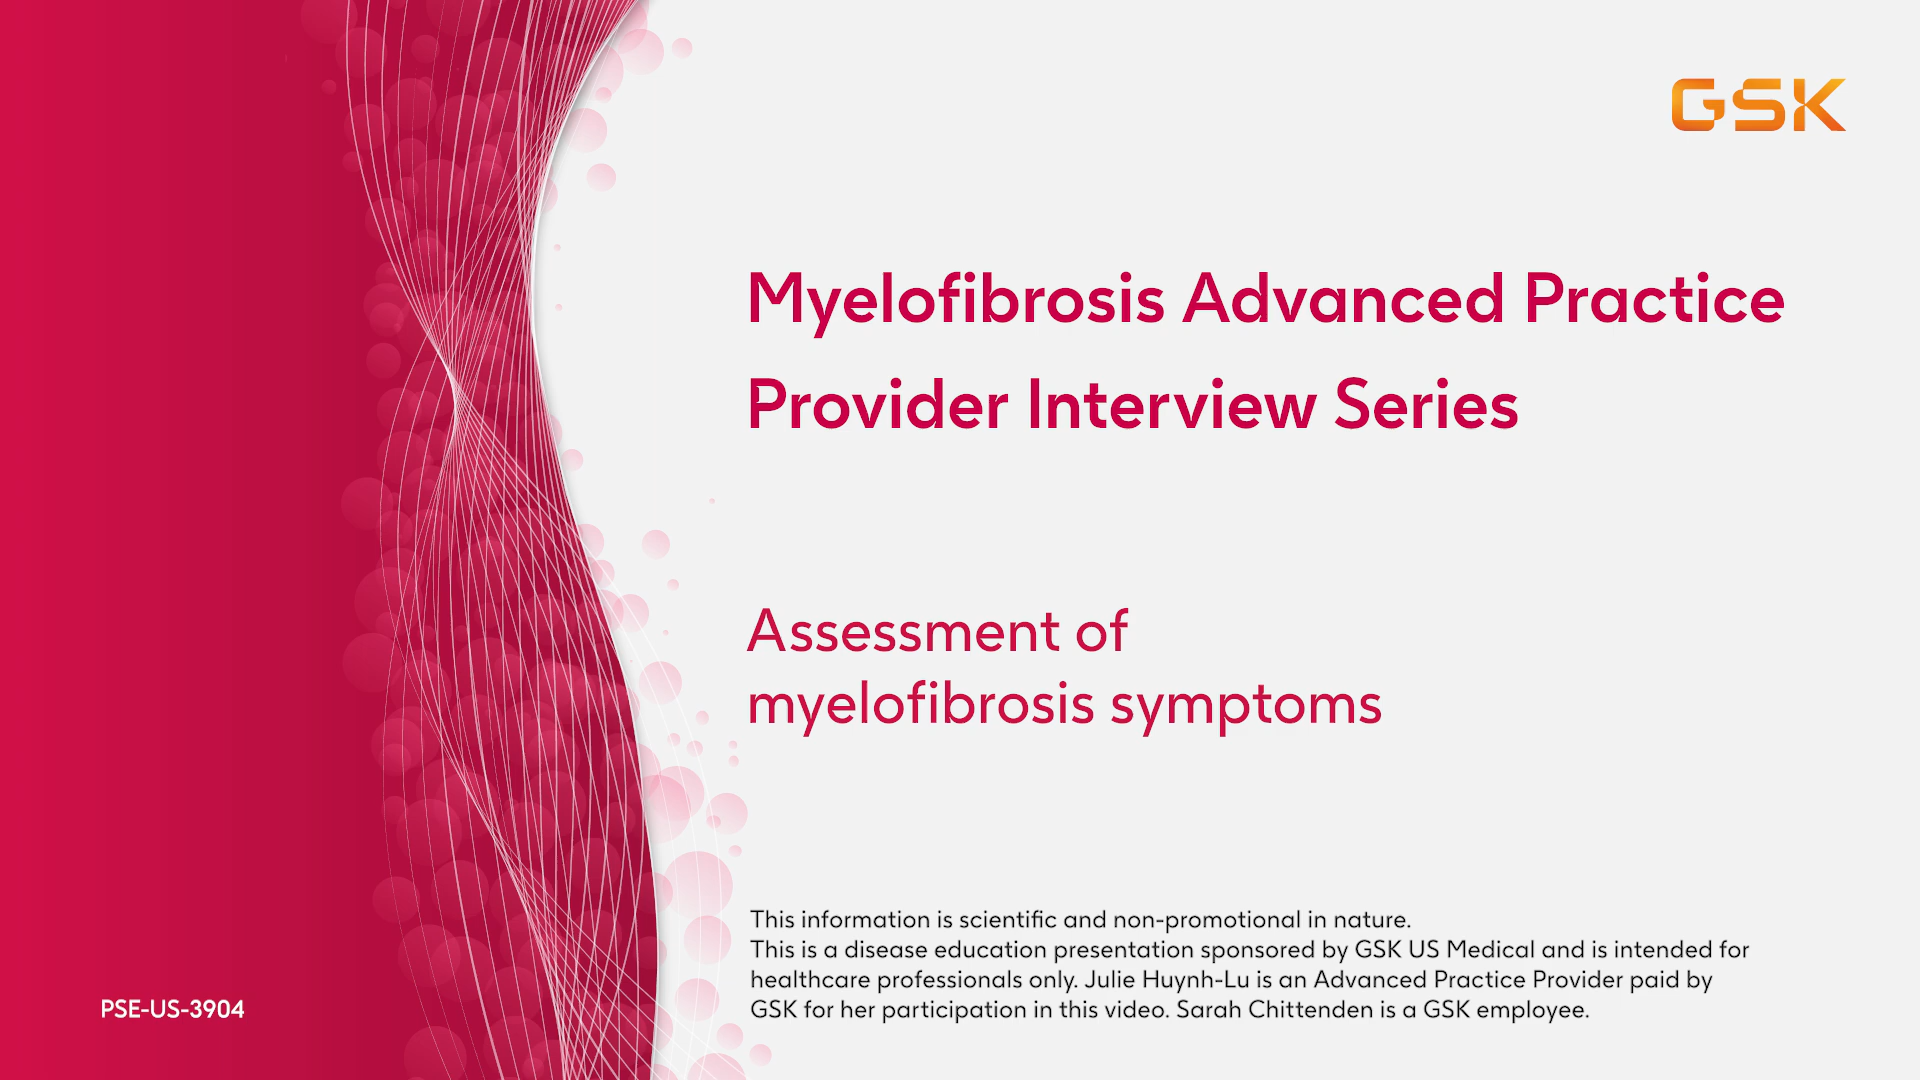 GSK
Myelofibrosis Advanced Practice
Provider Interview Series
Assessment of
myelofibrosis symptoms
This information is scientific and non-promotional in nature.
This is a disease education presentation sponsored by GSK US Medical and is intended for
healthcare professionals only. Julie Huynh-Lu is an Advanced Practice Provider paid by
GSK for her participation in this video. Sarah Chittenden is a GSK employee.
PSE-US-3904